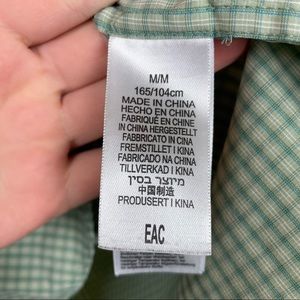 M/M
165/104cm
MADE IN CHINA
HECHO EN CHINA
FABRIQUÉ EN CHINE
IN CHINA HERGESTELLT
FABBRICATO IN CINA
FREMSTILLET I KINA
FABRICADO NA CHINA
TILLVERKAD I KINA
מיוצר בסין
中国制造
PRODUSERT I KINA
EAC